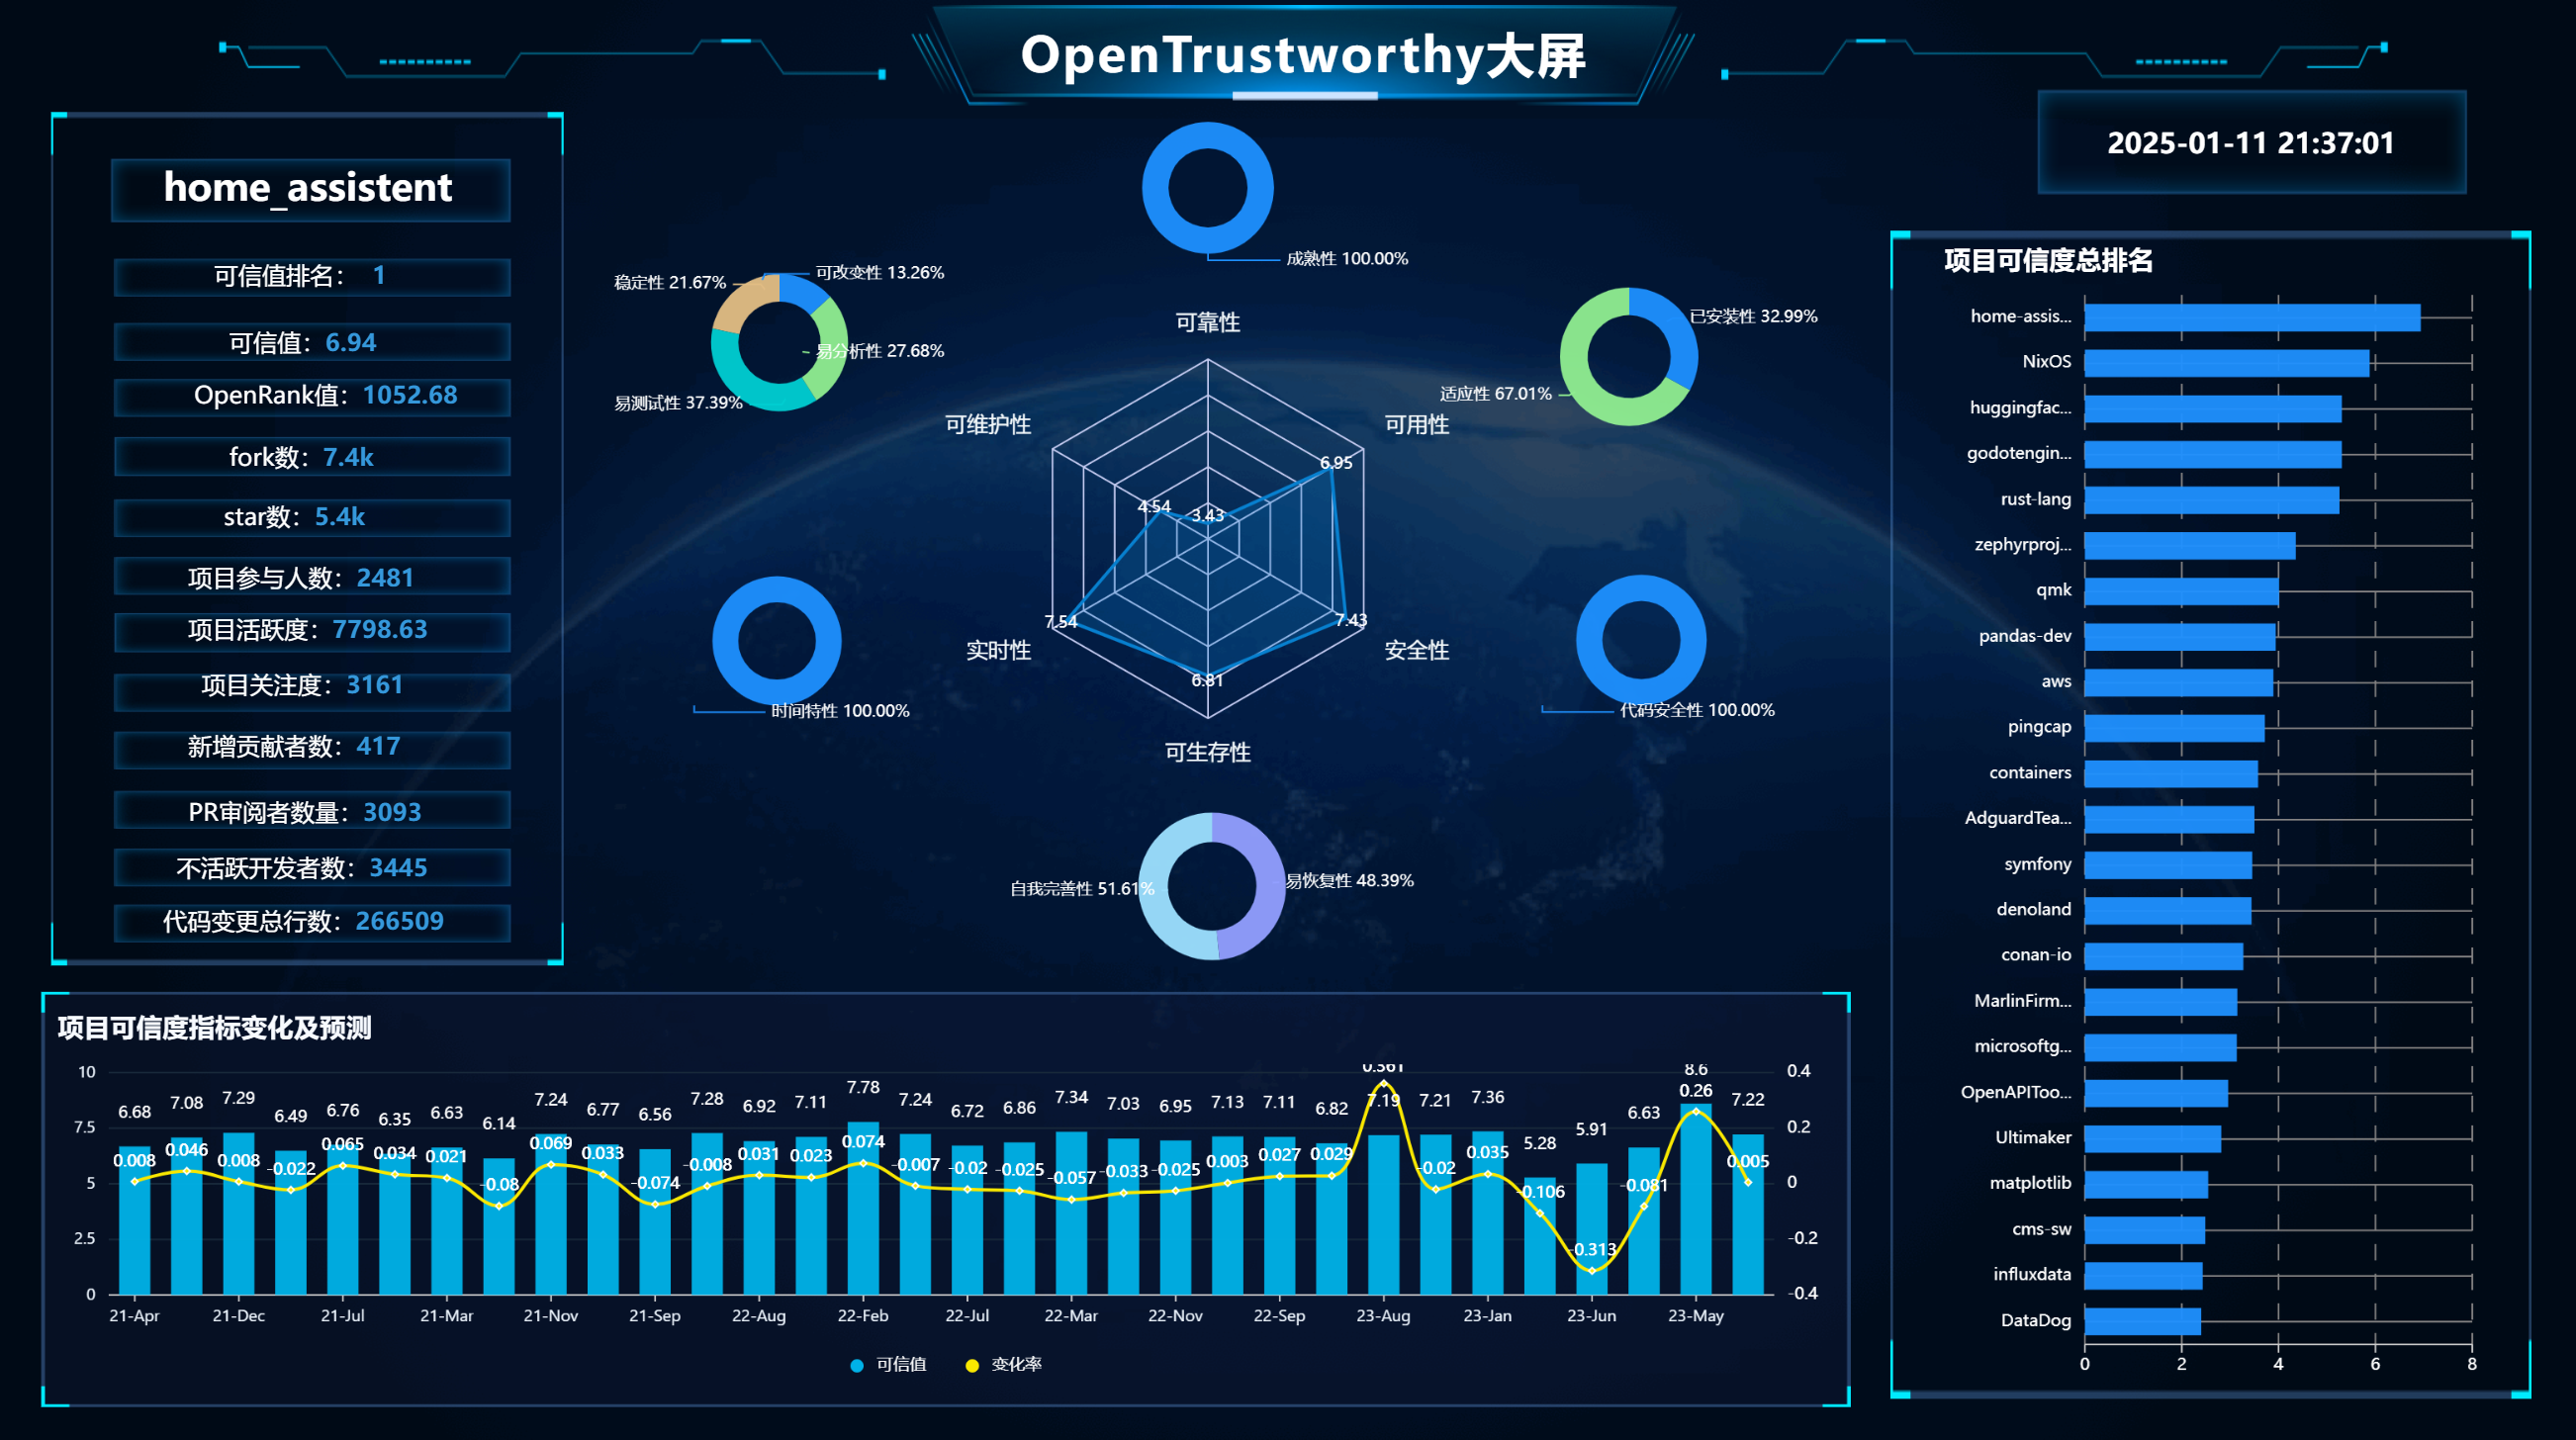 OpenTrustworthy大屏
2025-01-11 21:37:01
home_assistent
可信值排名： 1
可信值：6.94
OpenRank值：1052.68
fork数：7.4k
star数：5.4k
项目参与人数：2481
项目活跃度：7798.63
项目关注度：3161
新增贡献者数：417
PR审阅者数量：3093
不活跃开发者数：3445
代码变更总行数：266509
成熟性 100.00%
稳定性 21.67%
可改变性 13.26%
易分析性 27.68%
易测试性 37.39%
已安装性 32.99%
适应性 67.01%
可靠性
可维护性
可用性
6.95
4.54
3.43
7.54
7.43
6.81
实时性
安全性
可生存性
时间特性 100.00%
代码安全性 100.00%
自我完善性 51.61%
易恢复性 48.39%
项目可信度总排名
home-assis...
NixOS
huggingfac...
godotengin...
rust-lang
zephyrproj...
qmk
pandas-dev
aws
pingcap
containers
AdguardTea...
symfony
denoland
conan-io
MarlinFirm...
microsoftg...
OpenAPIToo...
Ultimaker
matplotlib
cms-sw
influxdata
DataDog
0 2 4 6 8
项目可信度指标变化及预测
10
7.5
5
2.5
0
0.4
0.2
0
-0.2
-0.4
6.68 7.08 7.29 6.49 6.76 6.35 6.63 6.14 7.24 6.77 6.56 7.28 6.92 7.11 7.78 7.24 6.72 6.86 7.34 7.03 6.95 7.13 7.11 6.82 7.19 7.21 7.36 5.28 5.91 6.63 8.6 7.22
0.008 0.046 0.008 -0.022 0.065 0.034 0.021 -0.08 0.069 0.033 -0.074 -0.008 0.031 0.023 0.074 -0.007 -0.02 -0.025 -0.057 -0.033 -0.025 0.003 0.027 0.029 0.361 -0.02 0.035 -0.106 -0.313 -0.081 0.26 0.005
21-Apr 21-Dec 21-Jul 21-Mar 21-Nov 21-Sep 22-Aug 22-Feb 22-Jul 22-Mar 22-Nov 22-Sep 23-Aug 23-Jan 23-Jun 23-May
可信值 变化率